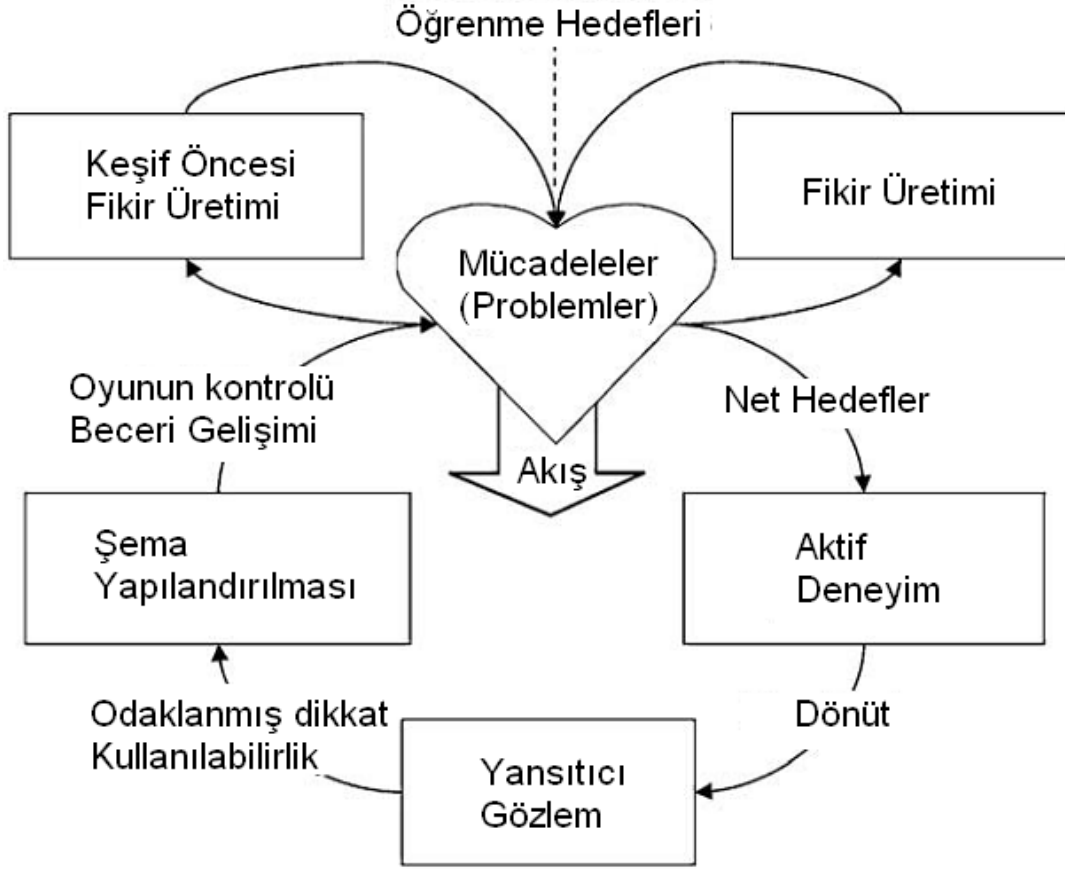 Öğrenme Hedefleri
Keşif Öncesi
Fikir Üretimi
Fikir Üretimi
Mücadeleler
(Problemler)
Oyunun kontrolü
Beceri Gelişimi
Net Hedefler
Akış
Şema
Yapılandırılması
Aktif
Deneyim
Odaklanmış dikkat
Kullanılabilirlik
Dönüt
Yansıtıcı
Gözlem